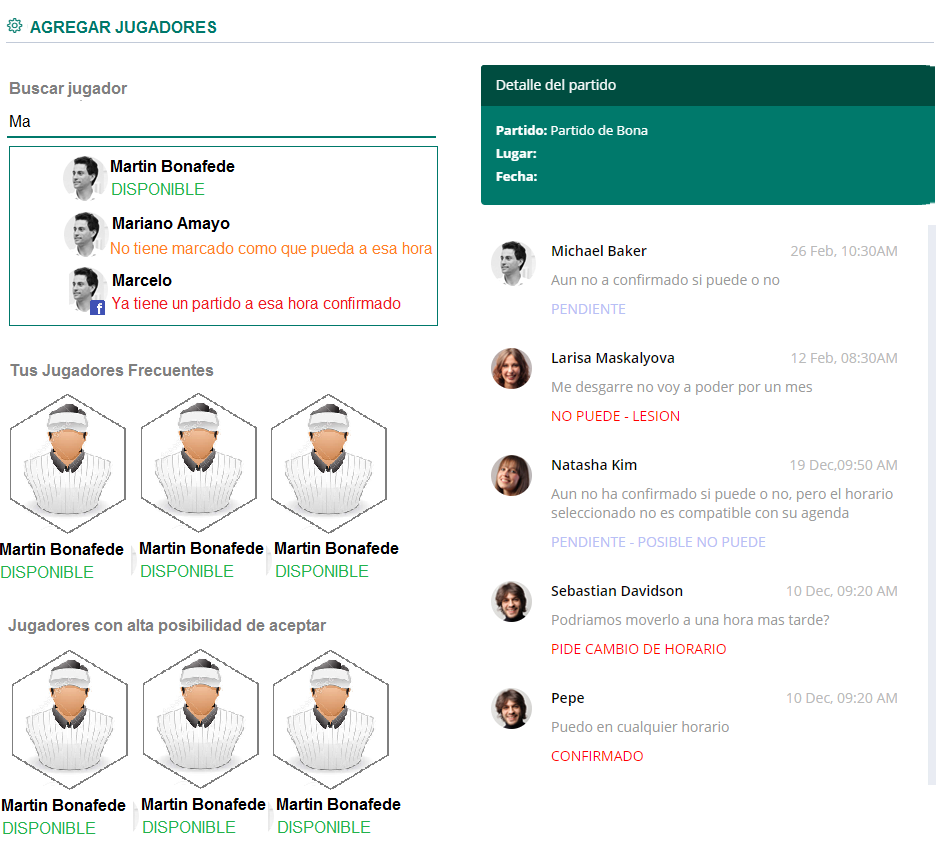 AGREGAR JUGADORES
Buscar jugador
Ma
Martin Bonafede
DISPONIBLE
Mariano Amayo
No tiene marcado como que pueda a esa hora
Marcelo
f
Ya tiene un partido a esa hora confirmado
Tus Jugadores Frecuentes
Martin Bonafede Martin Bonafede Martin Bonafede
DISPONIBLE DISPONIBLE DISPONIBLE
Jugadores con alta posibilidad de aceptar
Martin Bonafede Martin Bonafede Martin Bonafede
DISPONIBLE DISPONIBLE DISPONIBLE
Detalle del partido
Partido: Partido de Bona
Lugar:
Fecha:
Michael Baker 26 Feb, 10:30AM
Aun no a confirmado si puede o no
PENDIENTE
Larisa Maskalyova 12 Feb, 08:30AM
Me desgarre no voy a poder por un mes
NO PUEDE - LESION
Natasha Kim 19 Dec,09:50 AM
Aun no ha confirmado si puede o no, pero el horario
seleccionado no es compatible con su agenda
PENDIENTE - POSIBLE NO PUEDE
Sebastian Davidson 10 Dec, 09:20 AM
Podriamos moverlo a una hora mas tarde?
PIDE CAMBIO DE HORARIO
Pepe 10 Dec, 09:20 AM
Puedo en cualquier horario
CONFIRMADO